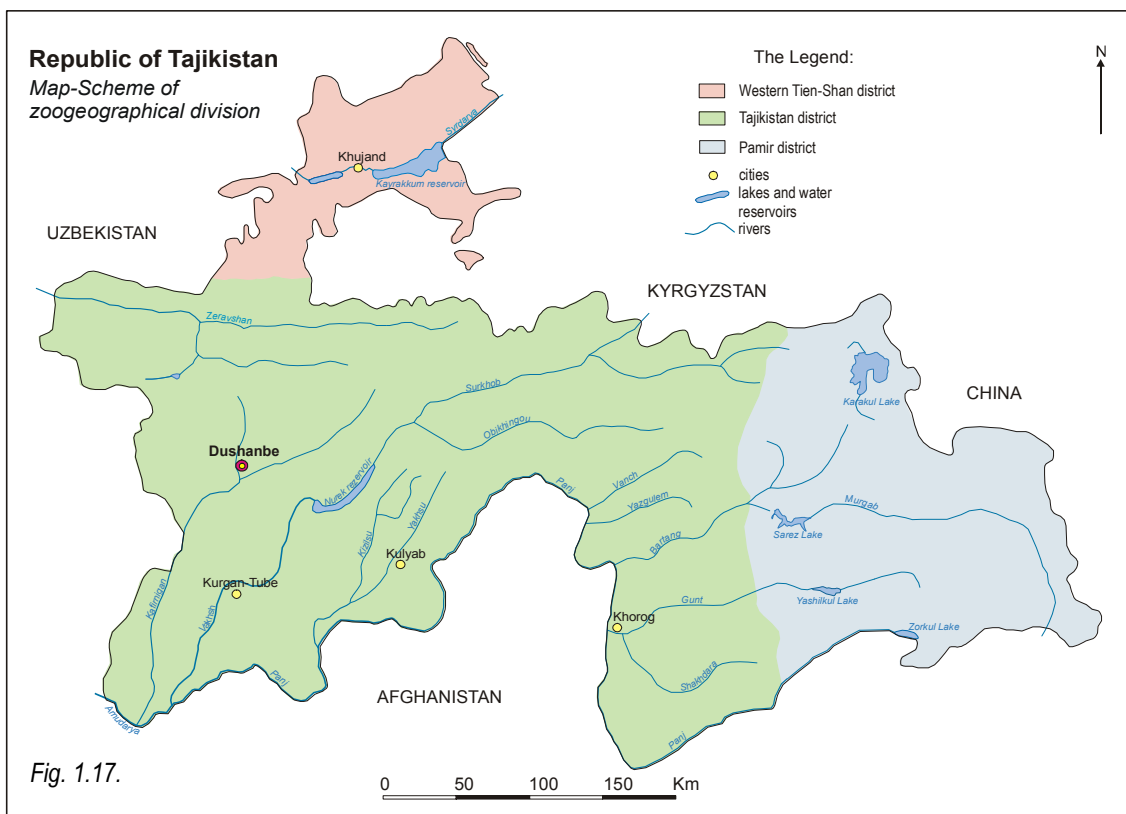 Republic of Tajikistan
Map-Scheme of
zoogeographical division
The Legend:
Western Tien-Shan district
Tajikistan district
Pamir district
cities
lakes and water
reservoirs
rivers
N
Syrdarya
Khujand
Kayrakkum reservoir
UZBEKISTAN
KYRGYZSTAN
Zeravshan
Surkhob
Karakul Lake
CHINA
Obikhingou
Dushanbe
Nurek rezervoir
Panj
Vanch
Yazgulem
Murgab
Sarez Lake
Bartang
Kizilsu
Yakhsu
Kulyab
Kurgan-Tube
Kafirnigan
Vakhsh
Gunt
Yashilkul Lake
Khorog
Zorkul Lake
Shakhdara
Panj
AFGHANISTAN
Amudarya
Panj
Fig. 1.17.
0 50 100 150 Km